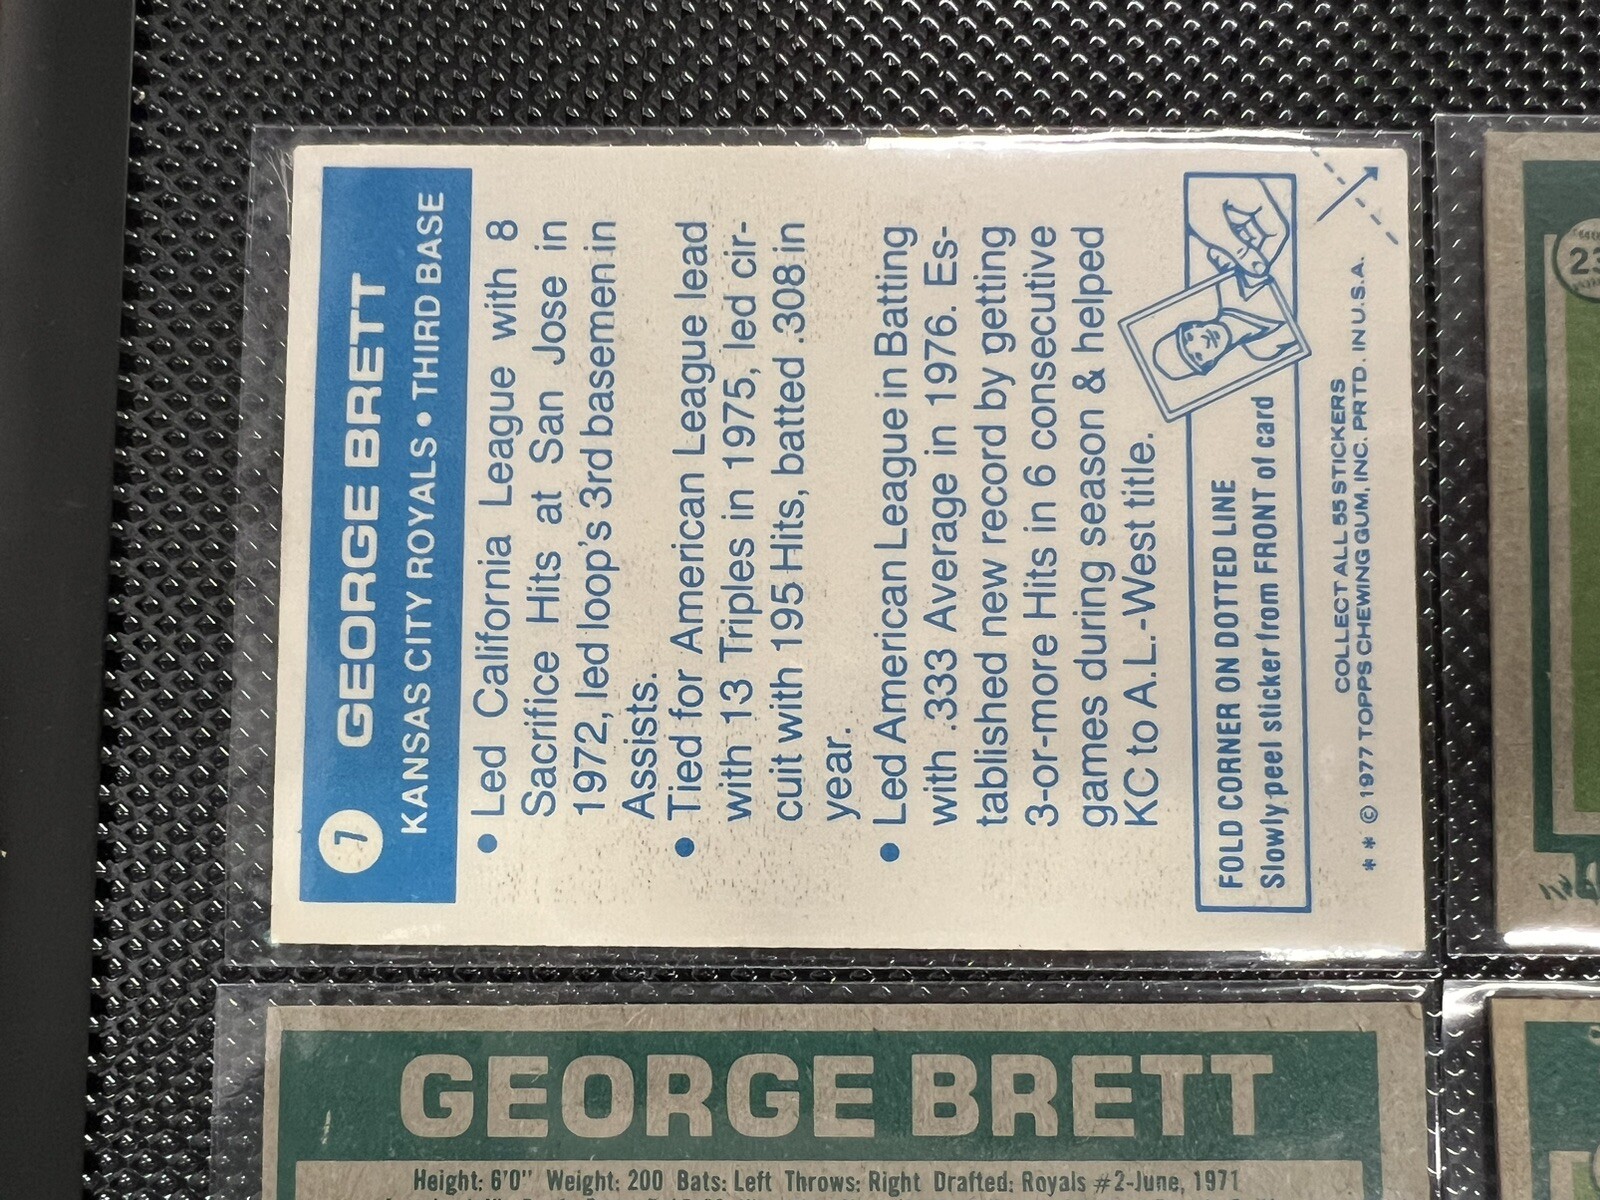 7
GEORGE BRETT
KANSAS CITY ROYALS • THIRD BASE
• Led California League with 8
Sacrifice Hits at San Jose in
1972, led loop's 3rd basemen in
Assists.
• Tied for American League lead
with 13 Triples in 1975, led cir-
cuit with 195 Hits, batted .308 in
year.
• Led American League in Batting
with .333 Average in 1976. Es-
tablished new record by getting
3-or-more Hits in 6 consecutive
games during season & helped
KC to A.L.-West title.
FOLD CORNER ON DOTTED LINE
Slowly peel sticker from FRONT of card
COLLECT ALL 55 STICKERS
* * © 1977 TOPPS CHEWING GUM, INC. PRTD. IN U.S.A.
GEORGE BRETT
Height: 6'0" Weight: 200 Bats: Left Throws: Right Drafted: Royals #2-June, 1971